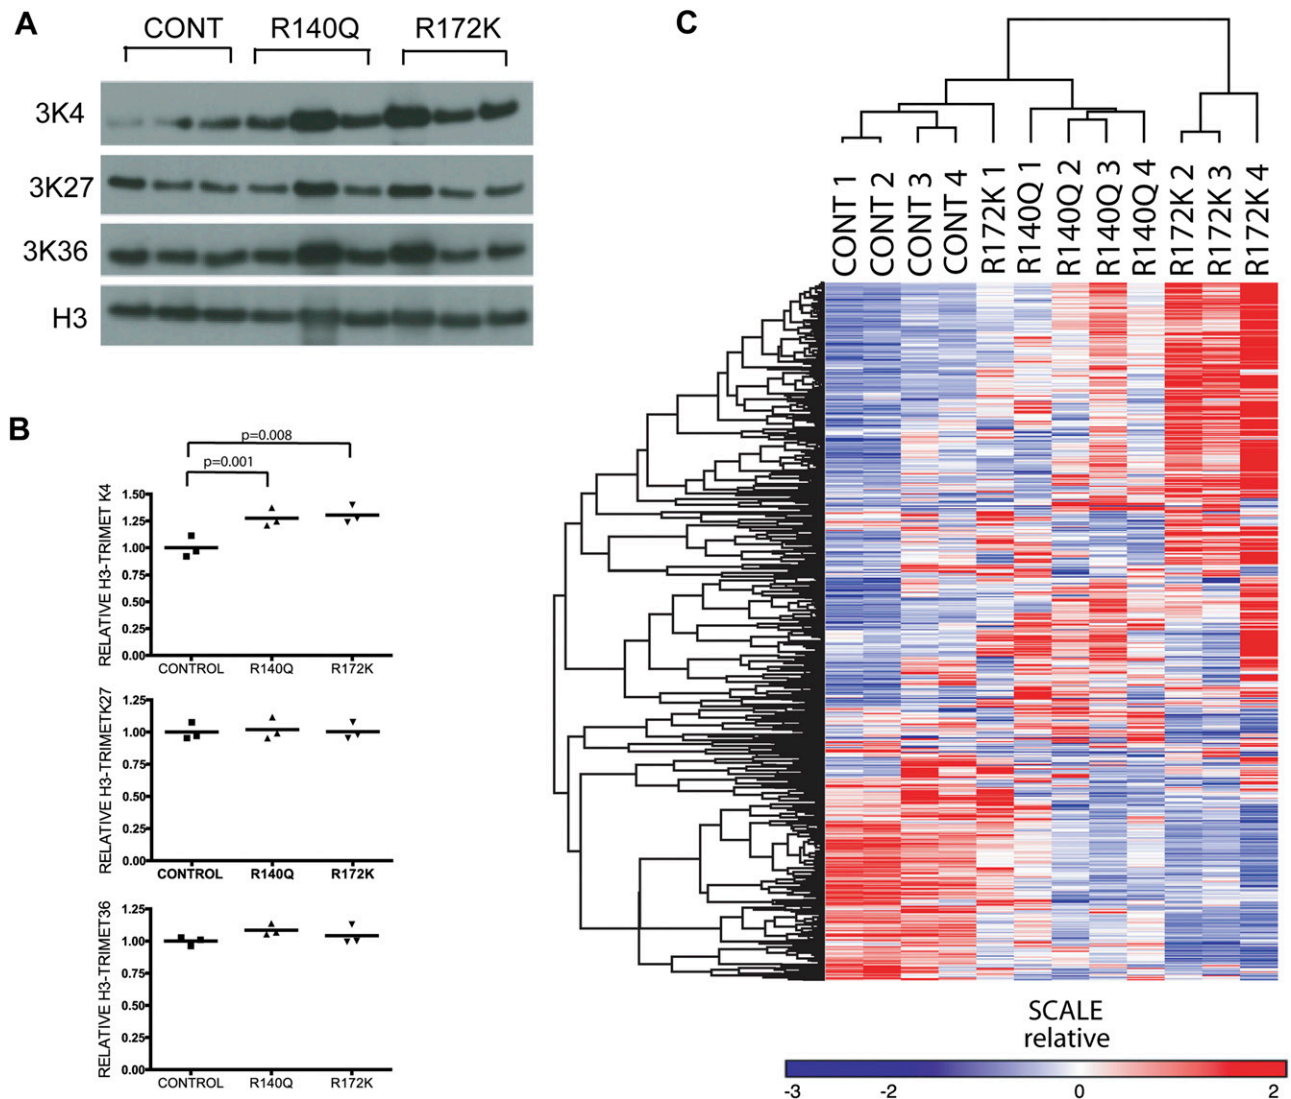 A
CONT R140Q R172K
3K4
3K27
3K36
H3
B
p=0.008
p=0.001
RELATIVE H3-TRIMET K4
1.50
1.25
1.00
0.75
0.50
0.25
0.00
CONTROL R140Q R172K
RELATIVE H3-TRIMETK27
1.25
1.00
0.75
0.50
0.25
0.00
CONTROL R140Q R172K
RELATIVE H3-TRIMET36
1.25
1.00
0.75
0.50
0.25
0.00
CONTROL R140Q R172K
C
CONT 1
CONT 2
CONT 3
CONT 4
R172K 1
R140Q 1
R140Q 2
R140Q 3
R140Q 4
R172K 2
R172K 3
R172K 4
SCALE
relative
-3 -2 0 2